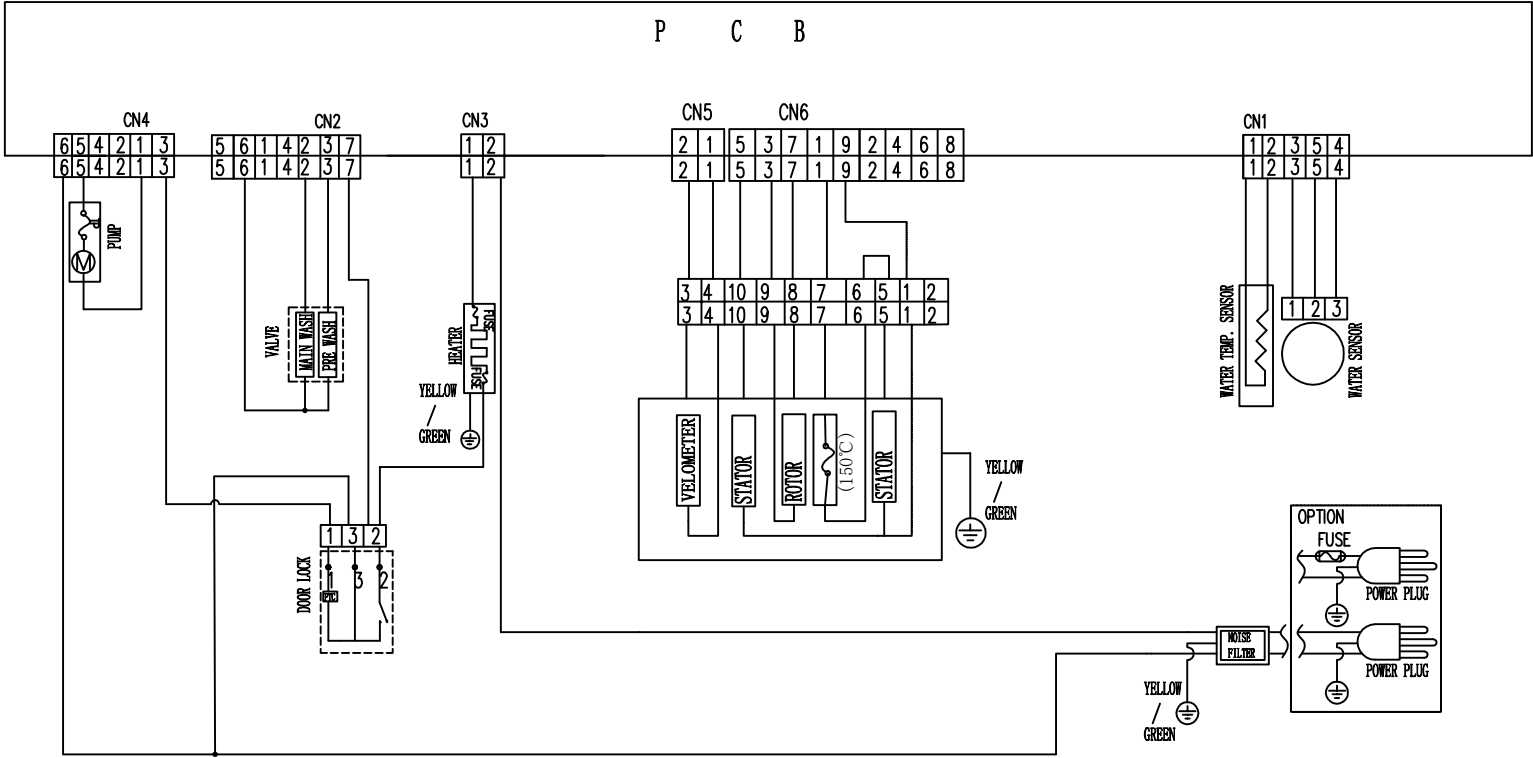 P C B
CN4
CN2
CN3
CN5
CN6
CN1
6 5 4 2 1 3
6 5 4 2 1 3
5 6 1 4 2 3 7
5 6 1 4 2 3 7
1 2
1 2
2 1
2 1
5 3 7 1 9 2 4 6 8
5 3 7 1 9 2 4 6 8
1 2 3 5 4
1 2 3 5 4
M
PUMP
VALVE
MAIN WASH
PRE WASH
HEATER
FUSE
FUSE
YELLOW
/
GREEN
3 4 10 9 8 7 6 5 1 2
3 4 10 9 8 7 6 5 1 2
VELOMETER
STATOR
ROTOR
(150℃)
STATOR
YELLOW
/
GREEN
WATER TEMP. SENSOR
1 2 3
WATER SENSOR
1 3 2
DOOR LOCK
1 3 2
PTC
NOISE
FILTER
YELLOW
/
GREEN
OPTION
FUSE
POWER PLUG
POWER PLUG